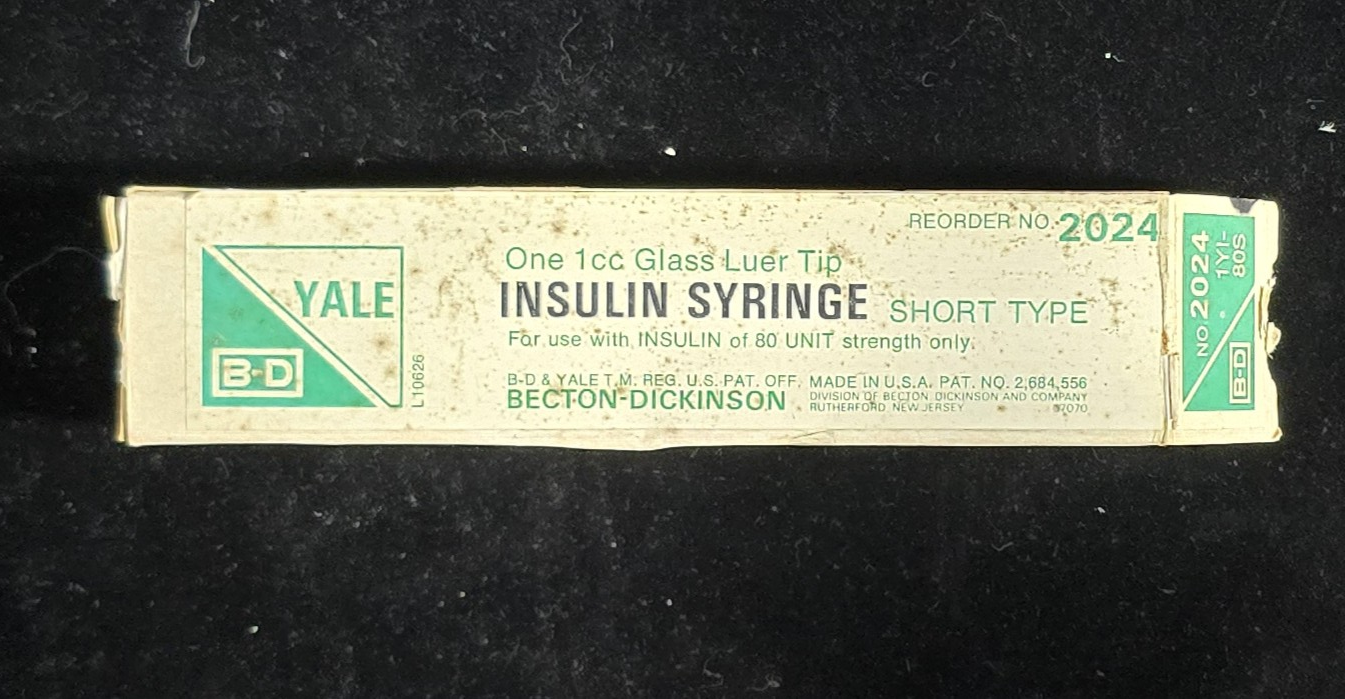 REORDER NO. 2024
One 1cc Glass Luer Tip
INSULIN SYRINGE SHORT TYPE
For use with INSULIN of 80 UNIT strength only.
YALE
B-D
L10626
B-D & YALE T.M. REG. U.S. PAT. OFF. MADE IN U.S.A. PAT. NO. 2,684,556
BECTON-DICKINSON
DIVISION OF BECTON, DICKINSON AND COMPANY
RUTHERFORD, NEW JERSEY 07070
NO. 2024
1YI-
80S
B-D